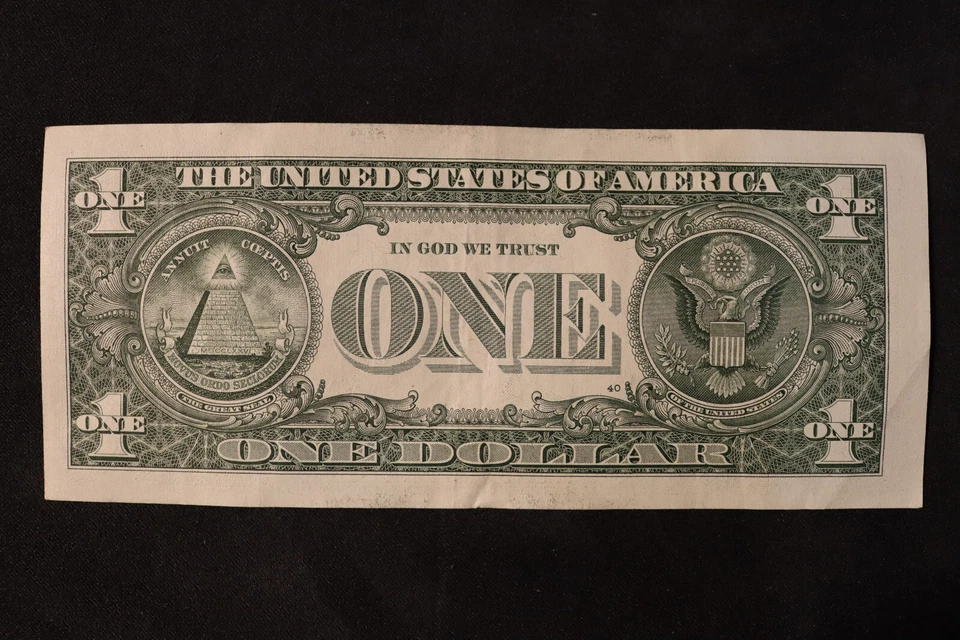 THE UNITED STATES OF AMERICA
1
ONE
1
ONE
ANNUIT CŒPTIS
MDCCLXXVI
NOVUS ORDO SECLORUM
THE GREAT SEAL
IN GOD WE TRUST
ONE
40
OF THE UNITED STATES
1
ONE
1
ONE
ONE DOLLAR